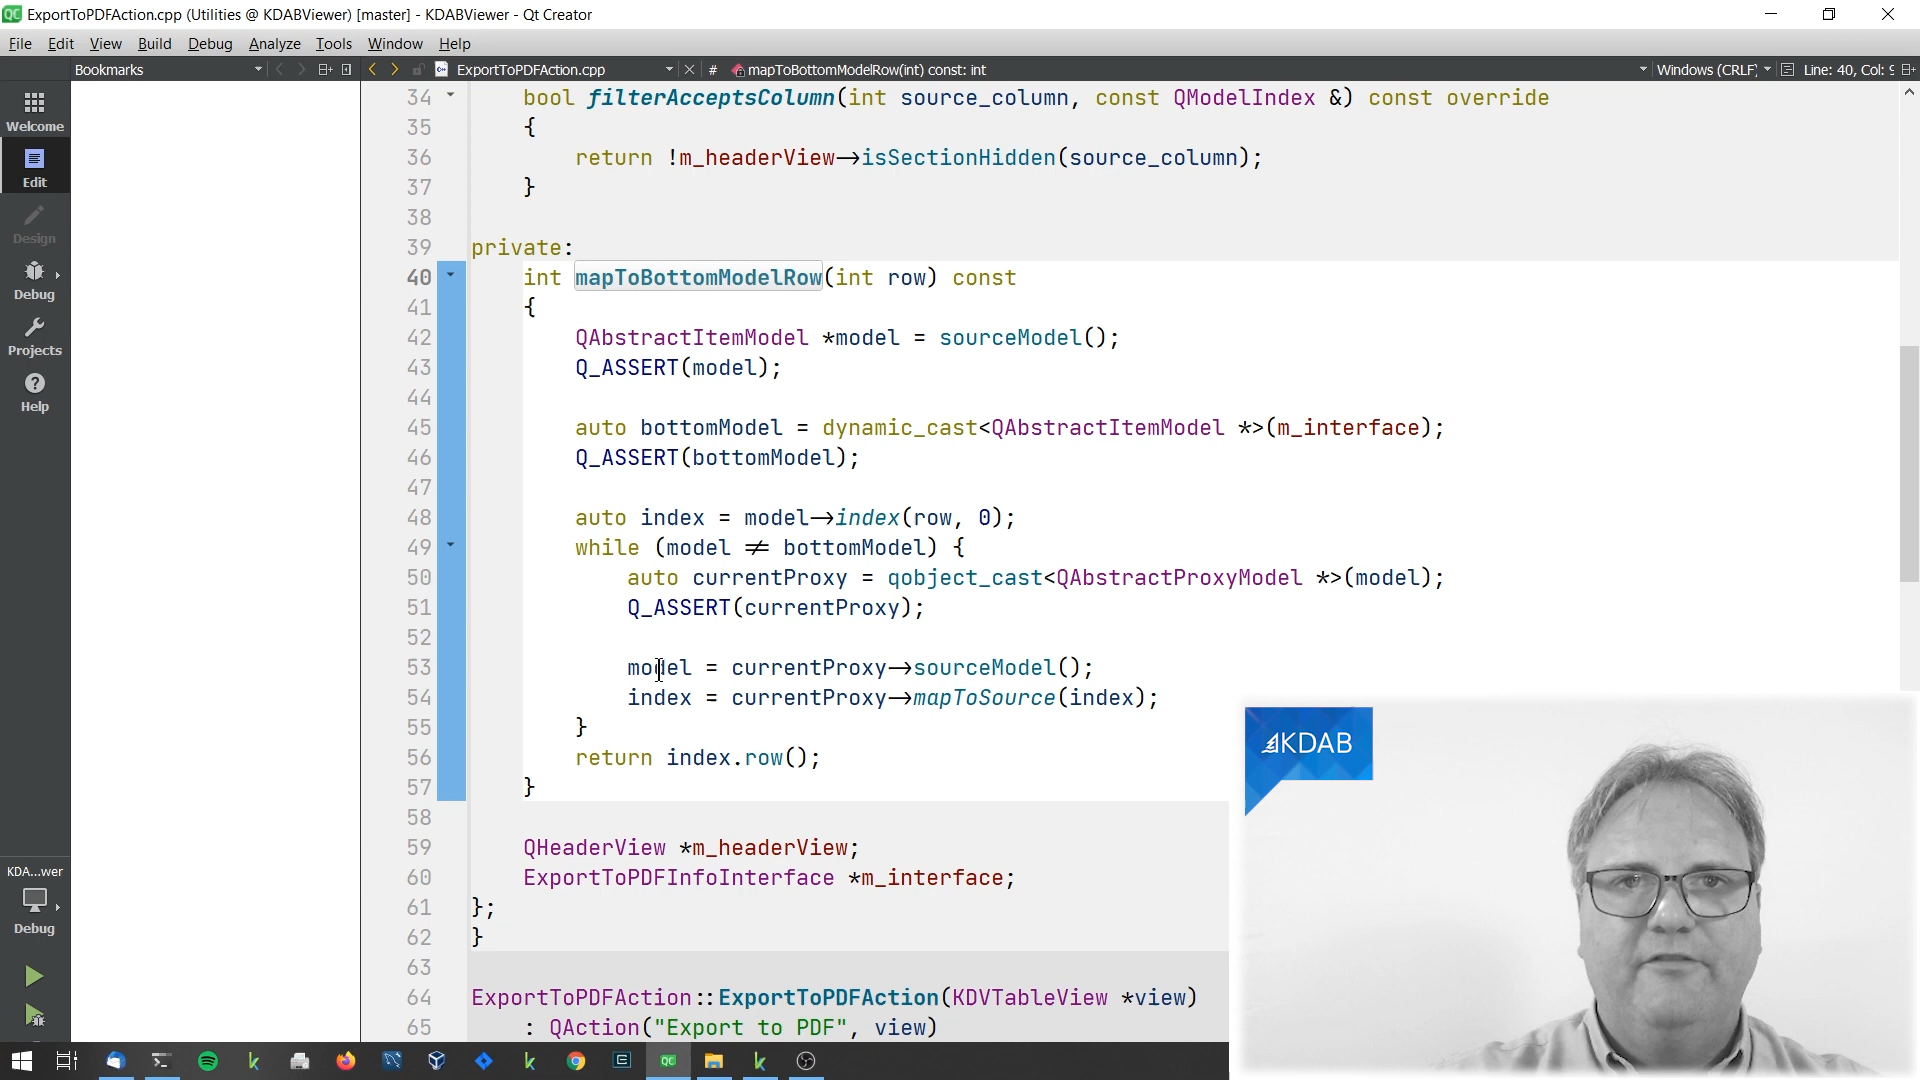 ExportToPDFAction.cpp (Utilities @ KDABViewer) [master] - KDABViewer - Qt Creator
File Edit View Build Debug Analyze Tools Window Help
Bookmarks ExportToPDFAction.cpp # mapToBottomModelRow(int) const: int Windows (CRLF) Line: 40, Col: 9
Welcome
Edit
Design
Debug
Projects
Help
KDA...wer
Debug
34 bool filterAcceptsColumn(int source_column, const QModelIndex &) const override
35 {
36 return !m_headerView->isSectionHidden(source_column);
37 }
38
39 private:
40 int mapToBottomModelRow(int row) const
41 {
42 QAbstractItemModel *model = sourceModel();
43 Q_ASSERT(model);
44
45 auto bottomModel = dynamic_cast<QAbstractItemModel *>(m_interface);
46 Q_ASSERT(bottomModel);
47
48 auto index = model->index(row, 0);
49 while (model != bottomModel) {
50 auto currentProxy = qobject_cast<QAbstractProxyModel *>(model);
51 Q_ASSERT(currentProxy);
52
53 model = currentProxy->sourceModel();
54 index = currentProxy->mapToSource(index);
55 }
56 return index.row();
57 }
58
59 QHeaderView *m_headerView;
60 ExportToPDFInfoInterface *m_interface;
61 };
62 }
63
64 ExportToPDFAction::ExportToPDFAction(KDVTableView *view)
65 : QAction("Export to PDF", view)
KDAB